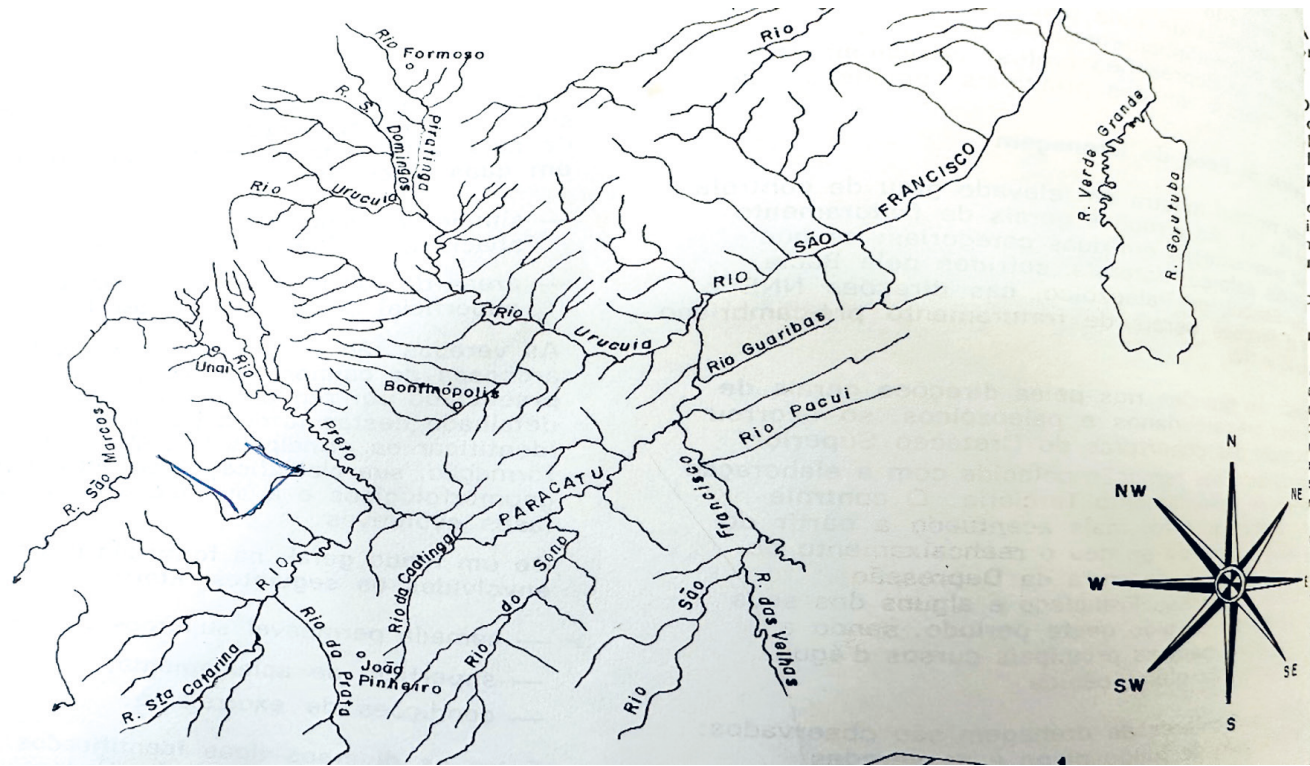 Rio
Formoso
Rio
R. S. Domingos
Piratinga
Rio Urucuia
FRANCISCO
R. Verde Grande
R. Gorutuba
SÃO
RIO
Rio Urucuia
Rio Guaribas
Unaí
Rio
Preto
Bonfinópolis
Rio Pacui
R. São Marcos
PARACATU
São Francisco
N
NW
NE
W
E
SW
SE
S
RIO
Rio da Caatinga
Rio do Sono
R. das Velhas
Rio da Prata
João
Pinheiro
R. Sta Catarina
Rio